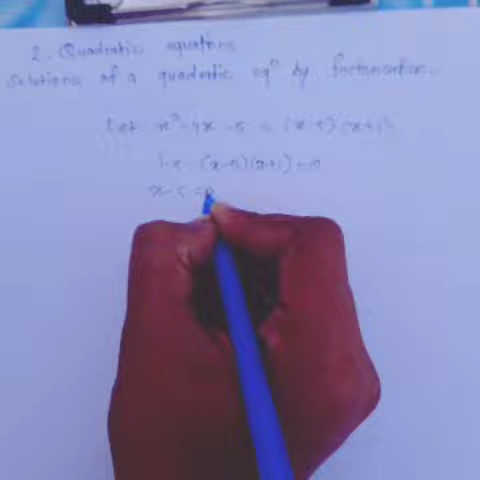 2. Quadratic equations
Solutions of a quadratic eqⁿ by factorisation.
Let x² - 4x - 5 = (x-5)(x+1)
(x-5)(x+1) = 0
x - 5 = 0